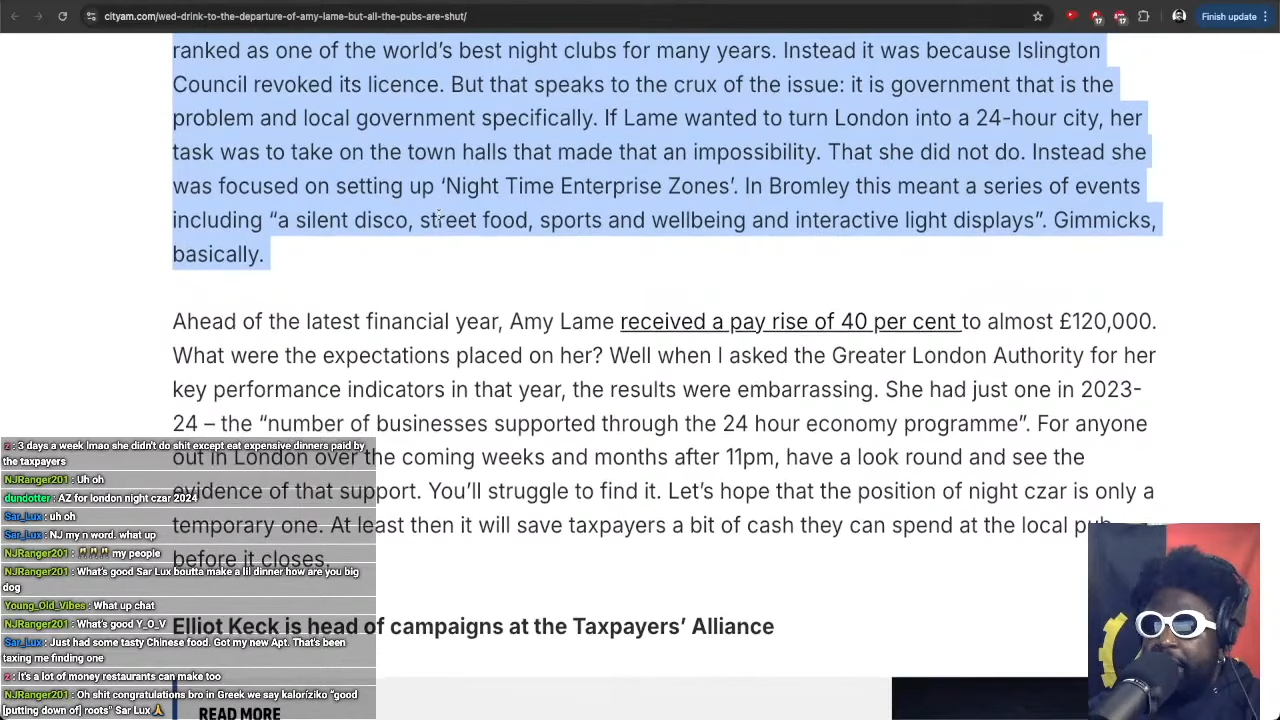 cityam.com/wed-drink-to-the-departure-of-amy-lame-but-all-the-pubs-are-shut/
17
17
Finish update
ranked as one of the world’s best night clubs for many years. Instead it was because Islington
Council revoked its licence. But that speaks to the crux of the issue: it is government that is the
problem and local government specifically. If Lame wanted to turn London into a 24-hour city, her
task was to take on the town halls that made that an impossibility. That she did not do. Instead she
was focused on setting up ‘Night Time Enterprise Zones’. In Bromley this meant a series of events
including “a silent disco, street food, sports and wellbeing and interactive light displays”. Gimmicks,
basically.
Ahead of the latest financial year, Amy Lame received a pay rise of 40 per cent to almost £120,000.
What were the expectations placed on her? Well when I asked the Greater London Authority for her
key performance indicators in that year, the results were embarrassing. She had just one in 2023-
24 – the “number of businesses supported through the 24 hour economy programme”. For anyone
out in London over the coming weeks and months after 11pm, have a look round and see the
evidence of that support. You’ll struggle to find it. Let’s hope that the position of night czar is only a
temporary one. At least then it will save taxpayers a bit of cash they can spend at the local pub
before it closes.
Elliot Keck is head of campaigns at the Taxpayers’ Alliance
READ MORE
z: 3 days a week lmao she didn't do shit except eat expensive dinners paid by
the taxpayers
NJRanger201: Uh oh
dundotter: AZ for london night czar 2024
Sar_Lux: uh oh
Sar_Lux: NJ my n word. what up
NJRanger201: my people
NJRanger201: What's good Sar Lux boutta make a lil dinner how are you big
dog
Young_Old_Vibes: What up chat
NJRanger201: What's good Y_O_V
Sar_Lux: Just had some tasty Chinese food. Got my new Apt. That's been
taxing me finding one
z: It's a lot of money restaurants can make too
NJRanger201: Oh shit congratulations bro in Greek we say kaloríziko “good
[putting down of] roots” Sar Lux